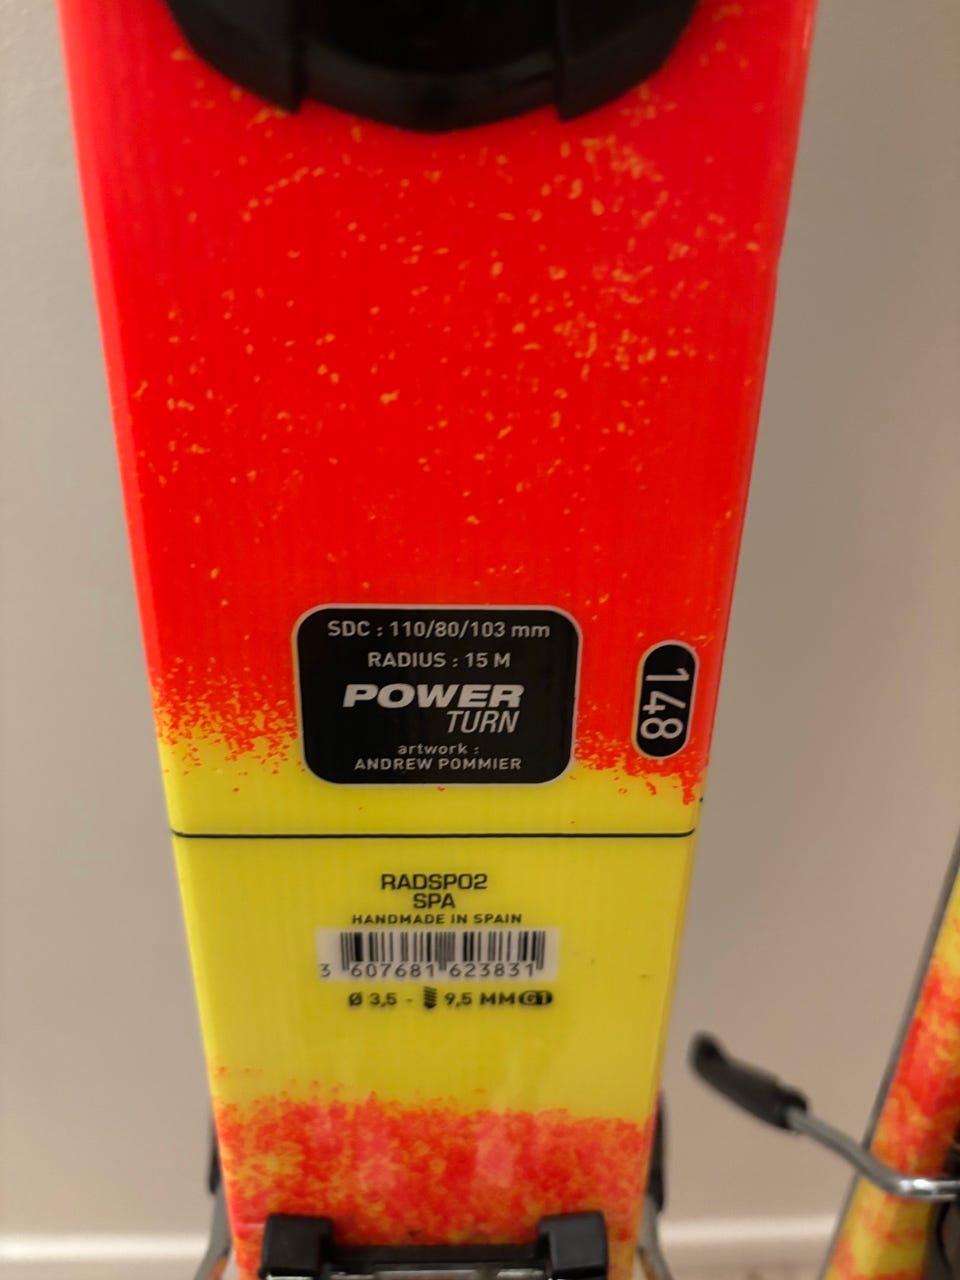 SDC : 110/80/103 mm
RADIUS : 15 M
POWER
TURN
artwork :
ANDREW POMMIER
148
RADSP02
SPA
HANDMADE IN SPAIN
3 607681 623831
Ø 3,5 - 9,5 MM G1